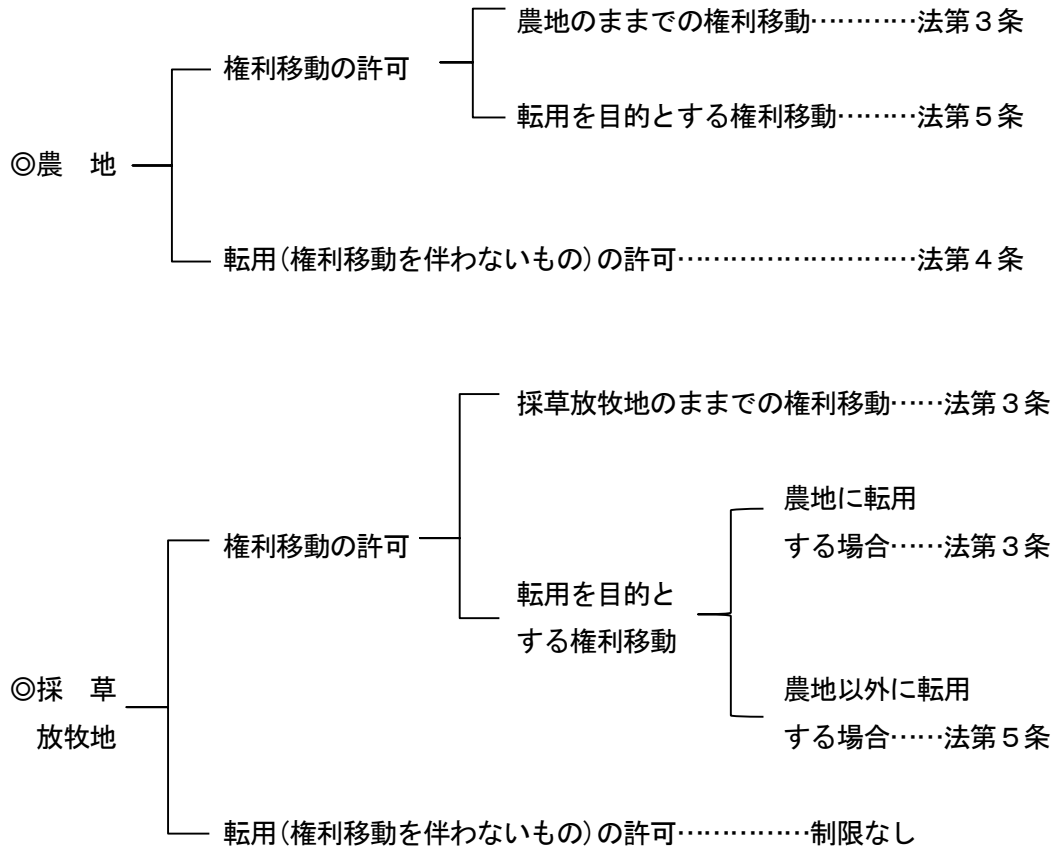 農地のままでの権利移動…………法第３条
権利移動の許可
転用を目的とする権利移動………法第５条
◎農　地
転用（権利移動を伴わないもの）の許可………………………法第４条
採草放牧地のままでの権利移動……法第３条
農地に転用
権利移動の許可
する場合……法第３条
転用を目的と
する権利移動
◎採　草
放牧地
農地以外に転用
する場合……法第５条
転用（権利移動を伴わないもの）の許可……………制限なし